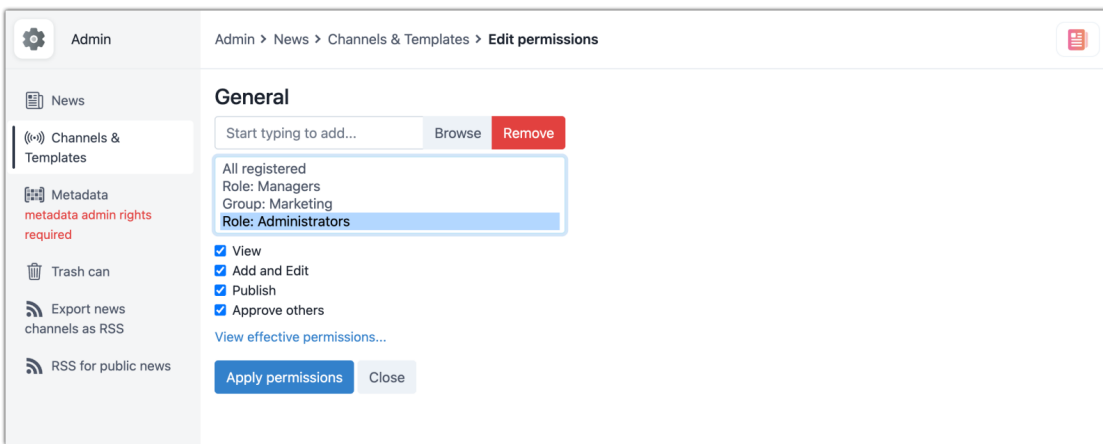 Admin
Admin > News > Channels & Templates > Edit permissions
News
Channels &
Templates
Metadata
metadata admin rights
required
Trash can
Export news
channels as RSS
RSS for public news
General
Start typing to add...
Browse
Remove
All registered
Role: Managers
Group: Marketing
Role: Administrators
View
Add and Edit
Publish
Approve others
View effective permissions...
Apply permissions
Close